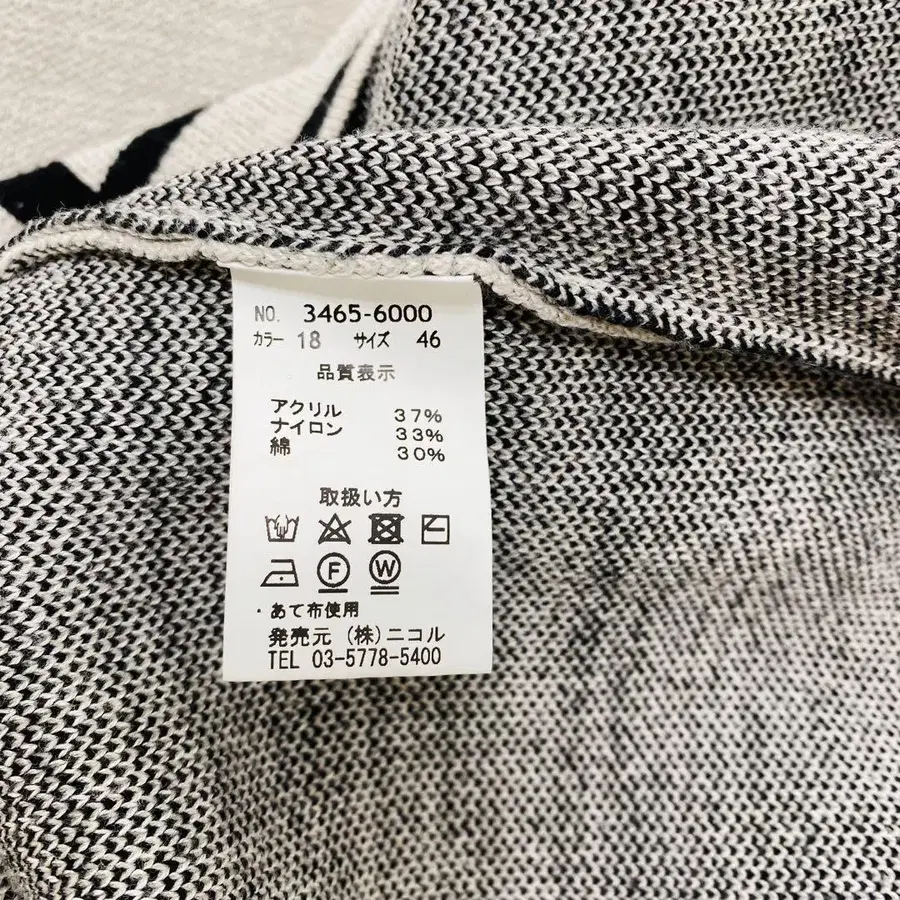 NO. 3465-6000
カラー 18 サイズ 46
品質表示
アクリル 37%
ナイロン 33%
綿 30%
取扱い方
F W
・あて布使用
発売元 (株)ニコル
TEL 03-5778-5400